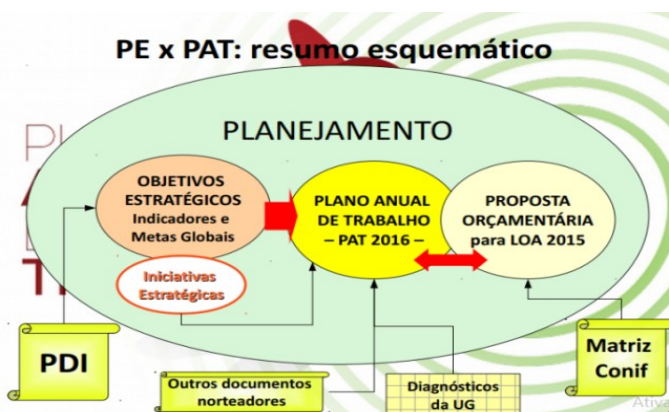 PE x PAT: resumo esquemático
PLANEJAMENTO
OBJETIVOS
ESTRATÉGICOS
Indicadores e
Metas Globais
Iniciativas
Estratégicas
PLANO ANUAL
DE TRABALHO
– PAT 2016 –
PROPOSTA
ORÇAMENTÁRIA
para LOA 2015
PDI
Outros documentos
norteadores
Diagnósticos
da UG
Matriz
Conif